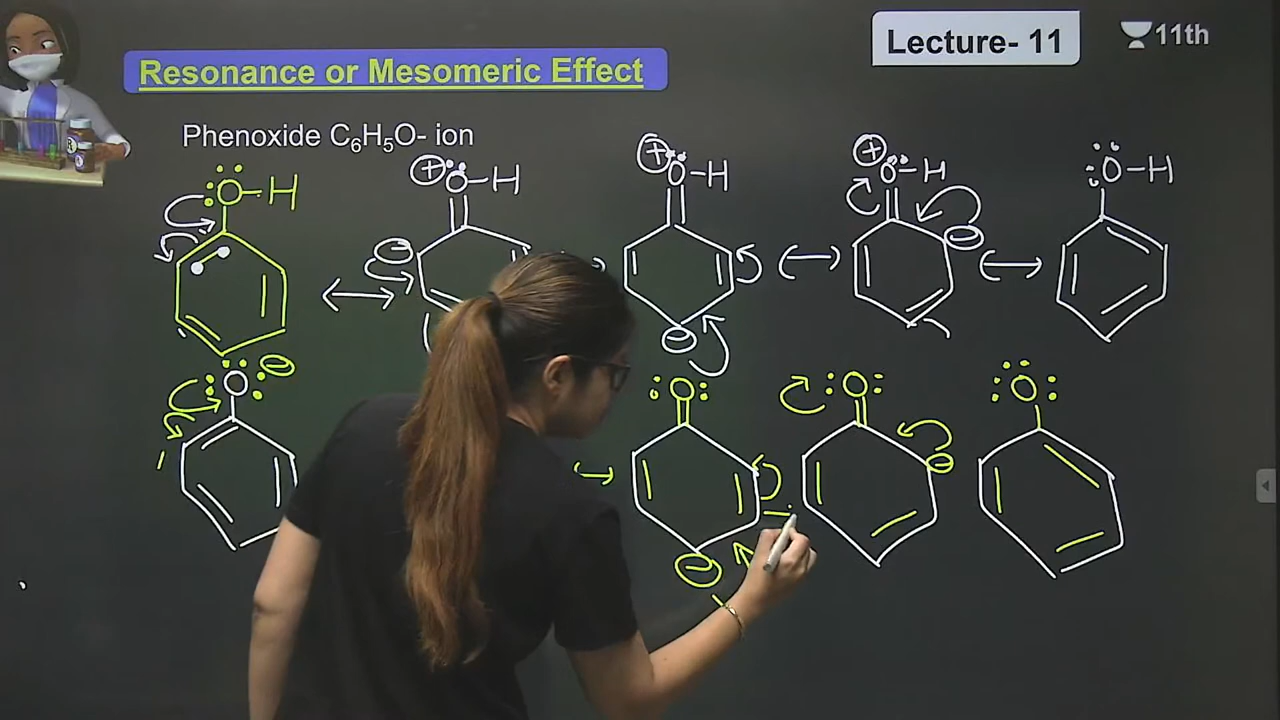 Lecture- 11
11th
Resonance or Mesomeric Effect
Phenoxide C₆H₅O- ion
:Ö-H
⊕ Ö-H
⊕ Ö-H
⊕ Ö-H
:Ö-H
⊖
⊖
⊖
:Ö: ⊖
:O:
:O:
:O:
⊖
⊖